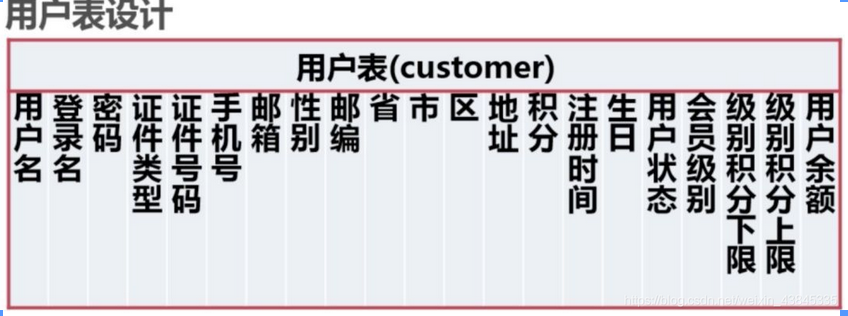 用户表设计
用户表(customer)
用户名
登录名
密码
证件类型
证件号码
手机号
邮箱
性别
邮编
省
市
区
地址
积分
注册时间
生日
用户状态
会员级别
级别积分下限
级别积分上限
用户余额
https://blog.csdn.net/weixin_43845335